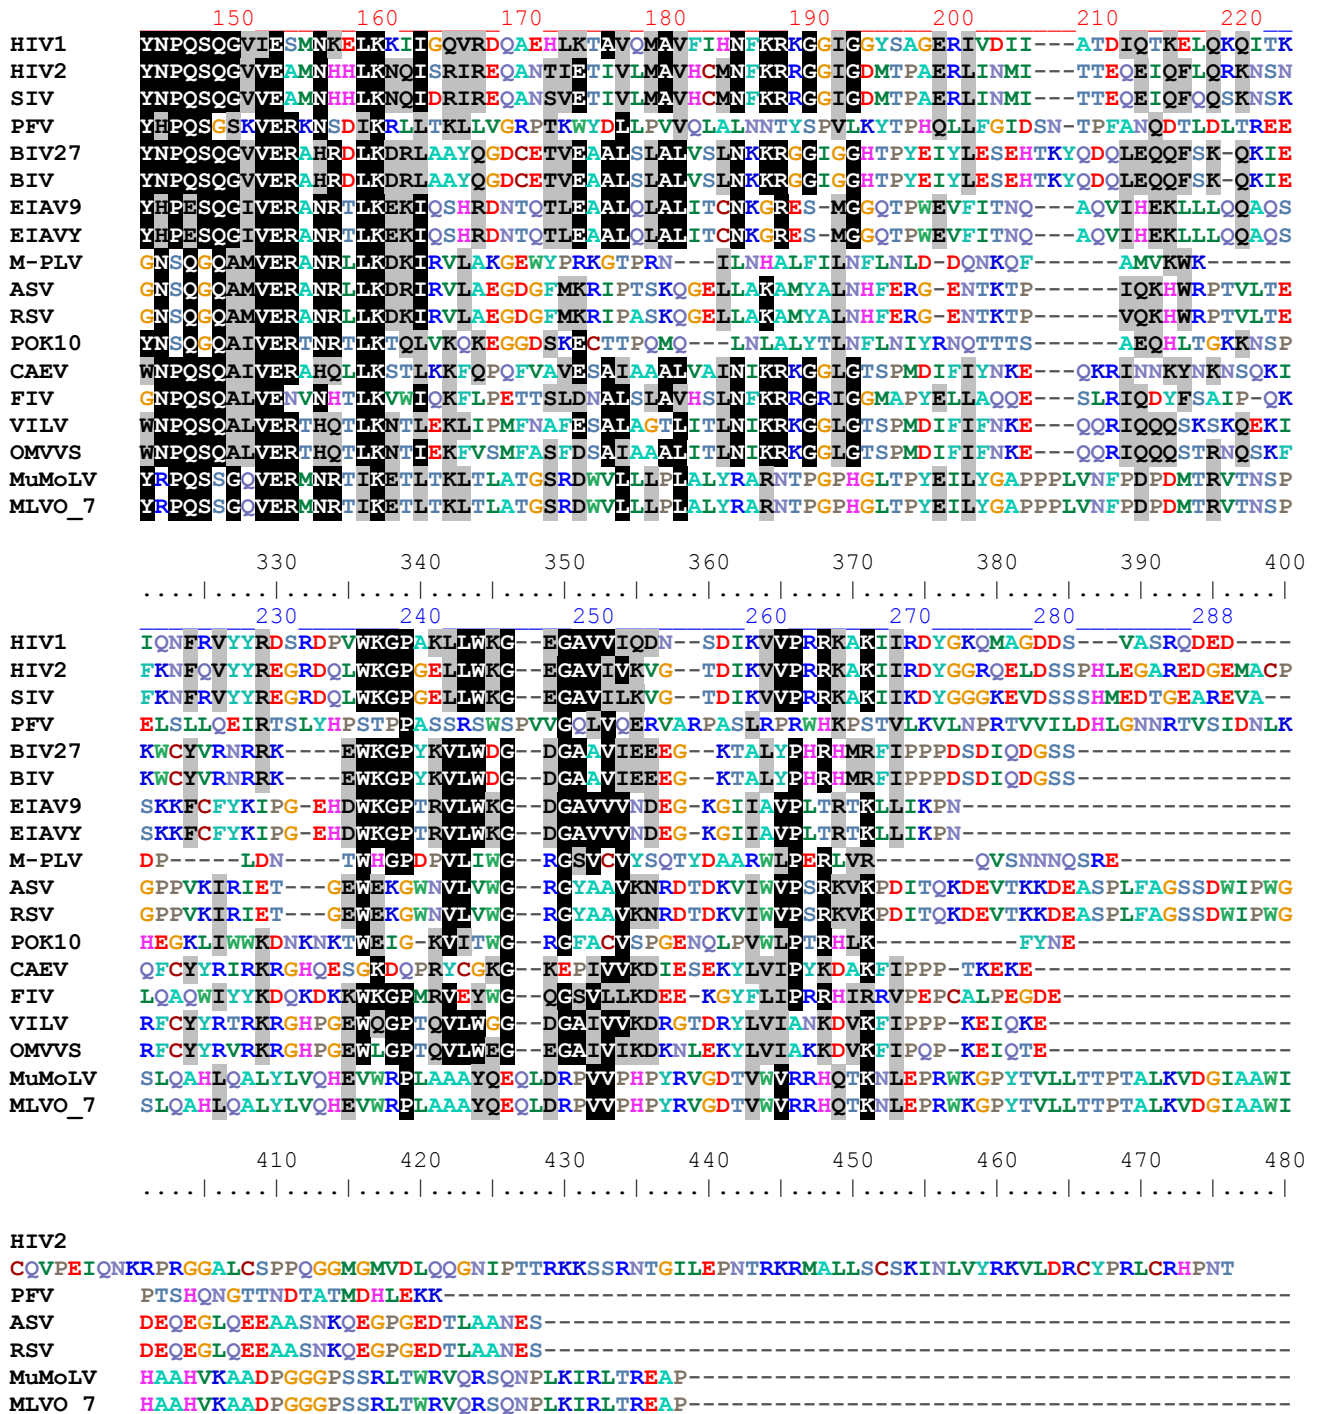 150 160 170 180 190 200 210 220
HIV1 YNPQSQGVIESMNKELKKIIGQVRDQAEHLKTAVQMAVFIHNFKRKGGIGGYSAGERIVDII---ATDIQTKELQKQITK
HIV2 YNPQSQGVVEAMNHHLKNQISRIREQANTIETIVLMAVHCMNFKRRGGIGDMTPAERLINMI---TTEQEIQFLQRKNSN
SIV YNPQSQGVVEAMNHHLKNQIDRIREQANSVETIVLMAVHCMNFKRRGGIGDMTPAERLINMI---TTEQEIQFQQSKNSK
PFV YHPQSGSKVERKNSDIKRLLTKLLVGRPTKWYDLLPVVQLALNNTYSPVLKYTPHQLLFGIDSN-TPFANQDTLDLTREE
BIV27 YNPQSQGVVERAHRDLKDRLAAYQGDCETVEAALSLALVSLNKKRGGIGGHTPYEIYLESEHTKYQDQLEQQFSK-QKIE
BIV YNPQSQGVVERAHRDLKDRLAAYQGDCETVEAALSLALVSLNKKRGGIGGHTPYEIYLESEHTKYQDQLEQQFSK-QKIE
EIAV9 YHPESQGIVERANRTLKEKIQSHRDNTQTLEAALQLALITCNKGRES-MGGQTPWEVFITNQ---AQVIHEKLLLQQAQS
EIAVY YHPESQGIVERANRTLKEKIQSHRDNTQTLEAALQLALITCNKGRES-MGGQTPWEVFITNQ---AQVIHEKLLLQQAQS
M-PLV GNSQGQAMVERANRLLKDKIRVLAKGEWYPRKGTPRN---ILNHALFILNFLNLD-DQNKQF-----AMVKWK------
ASV GNSQGQAMVERANRLLKDRIRVLAEGDGFMKRIPTSKQGELLAKAMYALNHFERG-ENTKTP-----IQKHWRPTVLTE
RSV GNSQGQAMVERANRLLKDKIRVLAEGDGFMKRIPASKQGELLAKAMYALNHFERG-ENTKTP-----VQKHWRPTVLTE
POK10 YNSQGQAIVERTNRTLKTQLVKQKEGGDSKECTTPQMQ---LNLALYTLNFLNIYRNQTTTS-----AEQHLTGKKNSP
CAEV WNPQSQAIVERAHQLLKSTLKKFQPQFVAVESAIAAALVAINIKRKGGLGTSPMDIFIYNKE---QKRINNKYNKNSQKI
FIV GNPQSQALVENVNHTLKVWIQKFLPETTSLDNALSLAVHSLNFKRRGRIGGMAPYELLAQQE---SLRIQDYFSAIP-QK
VILV WNPQSQALVERTHQTLKNTLEKLIPMFNAFESALAGTLITLNIKRKGGLGTSPMDIFIFNKE---QQRIQQQSKSKQEKI
OMVVS WNPQSQALVERTHQTLKNTIEKFVSMFASFDSAIAAALITLNIKRKGGLGTSPMDIFIFNKE---QQRIQQQSTRNQSKF
MuMoLV YRPQSSGQVERMNRTIKETLTKLTLATGSRDWVLLLPLALYRARNTPGPHGLTPYEILYGAPPPLVNFPDPDMTRVTNSP
MLVO_7 YRPQSSGQVERMNRTIKETLTKLTLATGSRDWVLLLPLALYRARNTPGPHGLTPYEILYGAPPPLVNFPDPDMTRVTNSP
330 340 350 360 370 380 390 400
....|....|....|....|....|....|....|....|....|....|....|....|....|....|....|....|
230 240 250 260 270 280 288
HIV1 IQNFRVYYRDSRDPVWKGPAKLLWKG--EGAVVIQDN--SDIKVVPRRKAKIIRDYGKQMAGDDS---VASRQDED----
HIV2 FKNFQVYYREGRDQLWKGPGELLWKG--EGAVIVKVG--TDIKVVPRRKAKIIKDYGGRQELDSSPHLEGAREDGEMACP
SIV FKNFRVYYREGRDQLWKGPGELLWKG--EGAVILKVG--TDIKVVPRRKAKIIKDYGGGKEVDSSSHMEDTGEAREVA--
PFV ELSLLQEIRTSLYHPSTPPASSRSWSPVVGQLVQERVARPASLRPRWHKPSTVLKVLNPRTVVILDHLGNNRTVSIDNLK
BIV27 KWCYVRNRRK----EWKGPYKVLWDG--DGAAVIEEEG--KTALYPHRHMRFIPPPDSDIQDGSS---------------
BIV KWCYVRNRRK----EWKGPYKVLWDG--DGAAVIEEEG--KTALYPHRHMRFIPPPDSDIQDGSS---------------
EIAV9 SKKFCFYKIPG-EHDWKGPTRVLWKG--DGAVVVNDEG-KGIIAVPLTRTKLLIKPN-----------------------
EIAVY SKKFCFYKIPG-EHDWKGPTRVLWKG--DGAVVVNDEG-KGIIAVPLTRTKLLIKPN-----------------------
M-PLV DP-----LDN---TWHGPDPVLIWG--RGSVCVYSQTYDAARWLPERLVR-------QVSNNNQSRE------------
ASV GPPVKIRIET---GEWEKGWNVLVWG--RGYAAVKNRDTDKVIWVPSRKVKPDITQKDEVTKKDEASPLFAGSSDWIPWG
RSV GPPVKIRIET---GEWEKGWNVLVWG--RGYAAVKNRDTDKVIWVPSRKVKPDITQKDEVTKKDEASPLFAGSSDWIPWG
POK10 HEGKLIWWKDNKNKTWEIG-KVITWG--RGFACVSPGENQLPVWLPTRHLK----------FYNE---------------
CAEV QFCYYRIRKRGHQESGKDQPRYCGKG--KEPIVVKDIESEKYLVIPYKDAKFIPPP-TKEKE------------------
FIV LQAQWIYYKDQKDKKWKGPMRVEYWG--QGSVLLKDEE-KGYFLIPRRHIRRVPEPCALPEGDE----------------
VILV RFCYYRTRKRGHPGEWQGPTQVLWGG--DGAIVVKDRGTDRYLVIANKDVKFIPPP-KEIQKE-----------------
OMVVS RFCYYRVRKRGHPGEWLGPTQVLWEG--EGAIVIKDKNLEKYLVIAKKDVKFIPQP-KEIQTE-----------------
MuMoLV SLQAHLQALYLVQHEVWRPLAAAYQEQLDRPVVPHPYRVGDTVWVRRHQTKNLEPRWKGPYTVLLTTPTALKVDGIAAWI
MLVO_7 SLQAHLQALYLVQHEVWRPLAAAYQEQLDRPVVPHPYRVGDTVWVRRHQTKNLEPRWKGPYTVLLTTPTALKVDGIAAWI
410 420 430 440 450 460 470 480
....|....|....|....|....|....|....|....|....|....|....|....|....|....|....|....|
HIV2
CQVPEIQNKRPRGGALCSPPQGGMGMVDLQQGNIPTTRKKSSRNTGILEPNTRKRMALLSCSKINLVYRKVLDRCYPRLCRHPNT
PFV PTSHQNGTTNDTATMDHLEKK-----------------------------------------------------------
ASV DEQEGLQEEAASNKQEGPGEDTLAANES----------------------------------------------------
RSV DEQEGLQEEAASNKQEGPGEDTLAANES----------------------------------------------------
MuMoLV HAAHVKAADPGGGPSSRLTWRVQRSQNPLKIRLTREAP------------------------------------------
MLVO 7 HAAHVKAADPGGGPSSRLTWRVQRSQNPLKIRLTREAP------------------------------------------